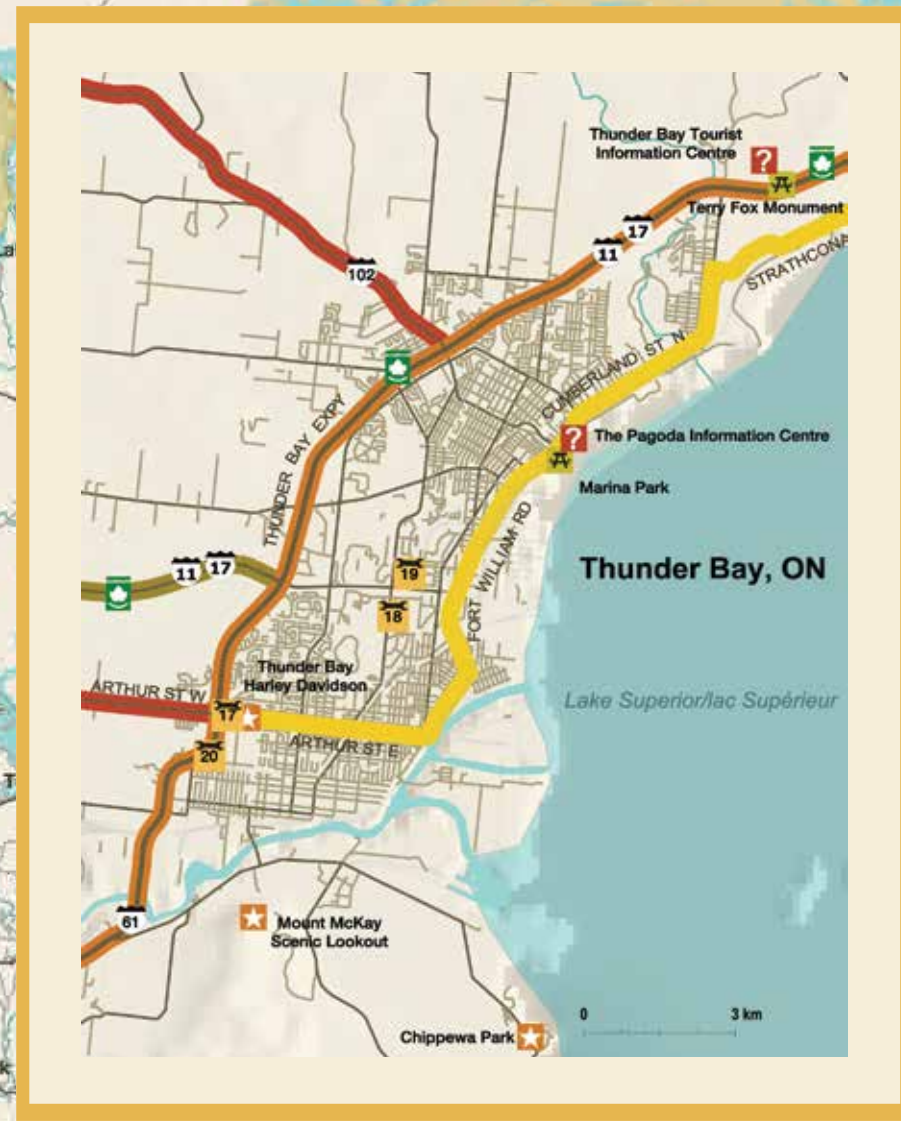 Thunder Bay Tourist
Information Centre
?
Terry Fox Monument
17
11
STRATHCONA
102
CUMBERLAND ST N
THUNDER BAY EXPY
?
The Pagoda Information Centre
Marina Park
FORT WILLIAM RD
11
17
19
18
Thunder Bay, ON
Thunder Bay
Harley Davidson
Lake Superior/lac Supérieur
ARTHUR ST W
17
ARTHUR ST E
20
61
Mount McKay
Scenic Lookout
0
3 km
Chippewa Park